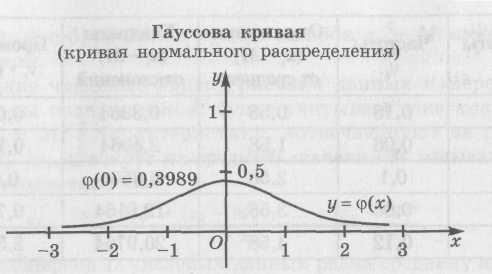 Гауссова кривая
(кривая нормального распределения)
y
1
φ(0)=0,3989
0,5
y=φ(x)
−3 −2 −1 O 1 2 3 x